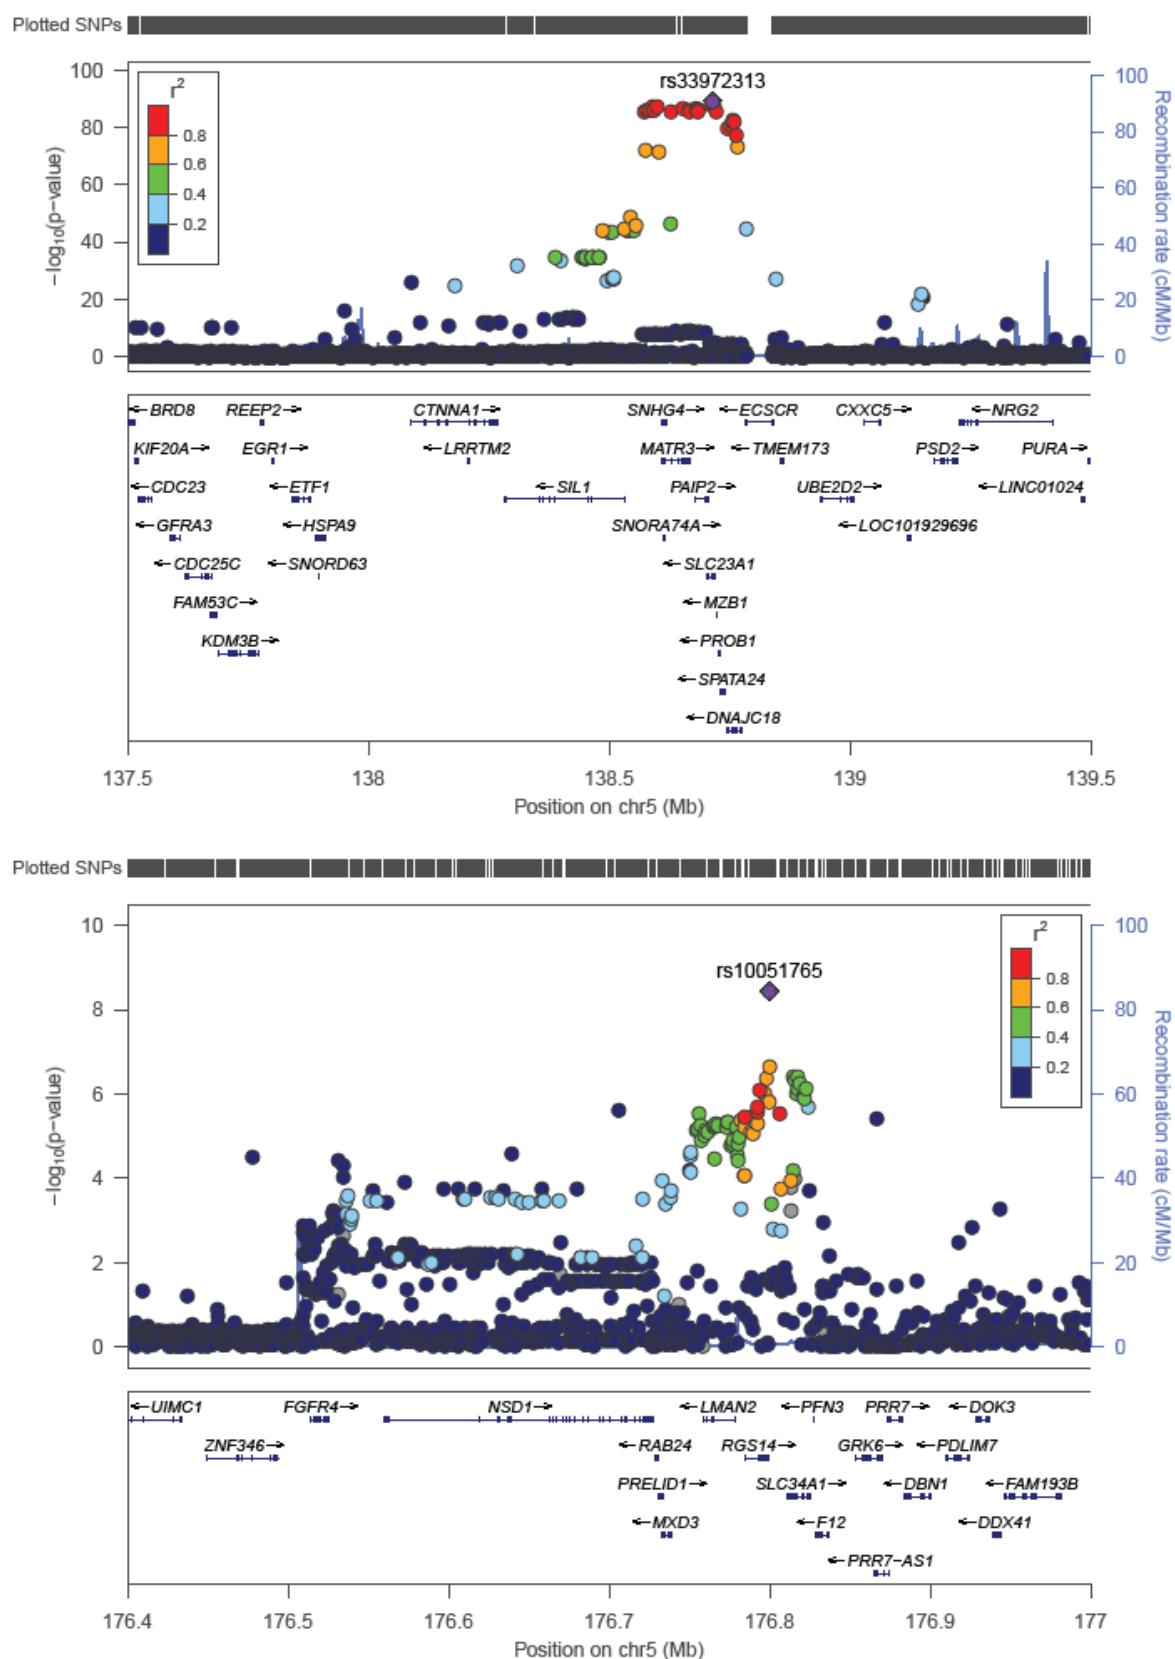 Plotted SNPs
rs33972313
r²
0.8
0.6
0.4
0.2
100
80
60
40
20
0
−log₁₀(p−value)
100
80
60
40
20
0
Recombination rate (cM/Mb)
BRD8 REEP2 CTNNA1 SNHG4 ECSCR CXXC5 NRG2
KIF20A EGR1 LRRTM2 MATR3 TMEM173 PSD2 PURA
CDC23 ETF1 SIL1 PAIP2 UBE2D2 LINC01024
GFRA3 HSPA9 SNORA74A LOC101929696
CDC25C SNORD63 SLC23A1
FAM53C MZB1
KDM3B PROB1
SPATA24
DNAJC18
137.5 138 138.5 139 139.5
Position on chr5 (Mb)
Plotted SNPs
rs10051765
r²
0.8
0.6
0.4
0.2
10
8
6
4
2
0
−log₁₀(p−value)
100
80
60
40
20
0
Recombination rate (cM/Mb)
UIMC1 FGFR4 NSD1 LMAN2 PFN3 PRR7 DOK3
ZNF346 RAB24 RGS14 GRK6 PDLIM7
PRELID1 SLC34A1 DBN1 FAM193B
MXD3 F12 DDX41
PRR7−AS1
176.4 176.5 176.6 176.7 176.8 176.9 177
Position on chr5 (Mb)